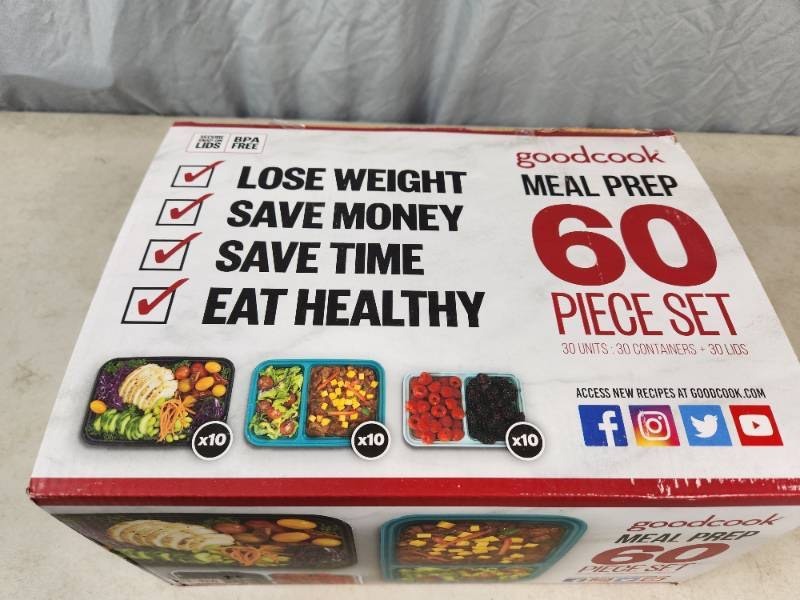 SECURE
SNAP ON
LIDS
BPA
FREE
goodcook
MEAL PREP
60
PIECE SET
30 UNITS : 30 CONTAINERS + 30 LIDS
LOSE WEIGHT
SAVE MONEY
SAVE TIME
EAT HEALTHY
x10
x10
x10
ACCESS NEW RECIPES AT GOODCOOK.COM
goodcook
MEAL PREP
60
PIECE SET